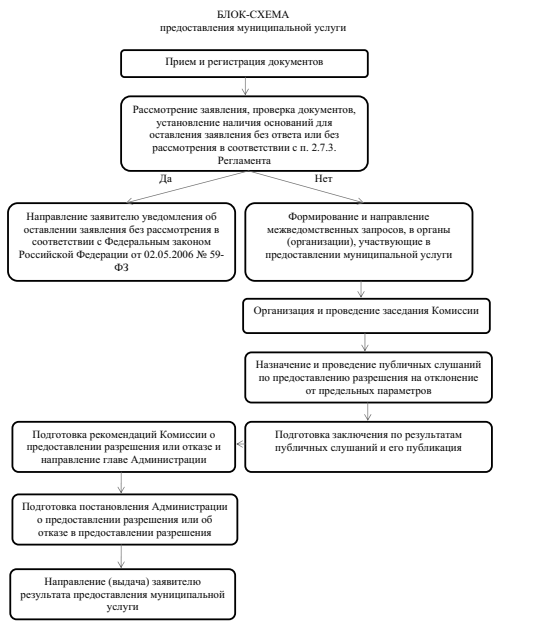 БЛОК-СХЕМА
предоставления муниципальной услуги
Прием и регистрация документов
Рассмотрение заявления, проверка документов,
установление наличия оснований для
оставления заявления без ответа или без
рассмотрения в соответствии с п. 2.7.3.
Регламента
Да
Нет
Направление заявителю уведомления об
оставлении заявления без рассмотрения в
соответствии с Федеральным законом
Российской Федерации от 02.05.2006 № 59-
ФЗ
Формирование и направление
межведомственных запросов, в органы
(организации), участвующие в
предоставлении муниципальной услуги
Организация и проведение заседания Комиссии
Назначение и проведение публичных слушаний
по предоставлению разрешения на отклонение
от предельных параметров
Подготовка заключения по результатам
публичных слушаний и его публикация
Подготовка рекомендаций Комиссии о
предоставлении разрешения или отказе и
направление главе Администрации
Подготовка постановления Администрации
о предоставлении разрешения или об
отказе в предоставлении разрешения
Направление (выдача) заявителю
результата предоставления муниципальной
услуги